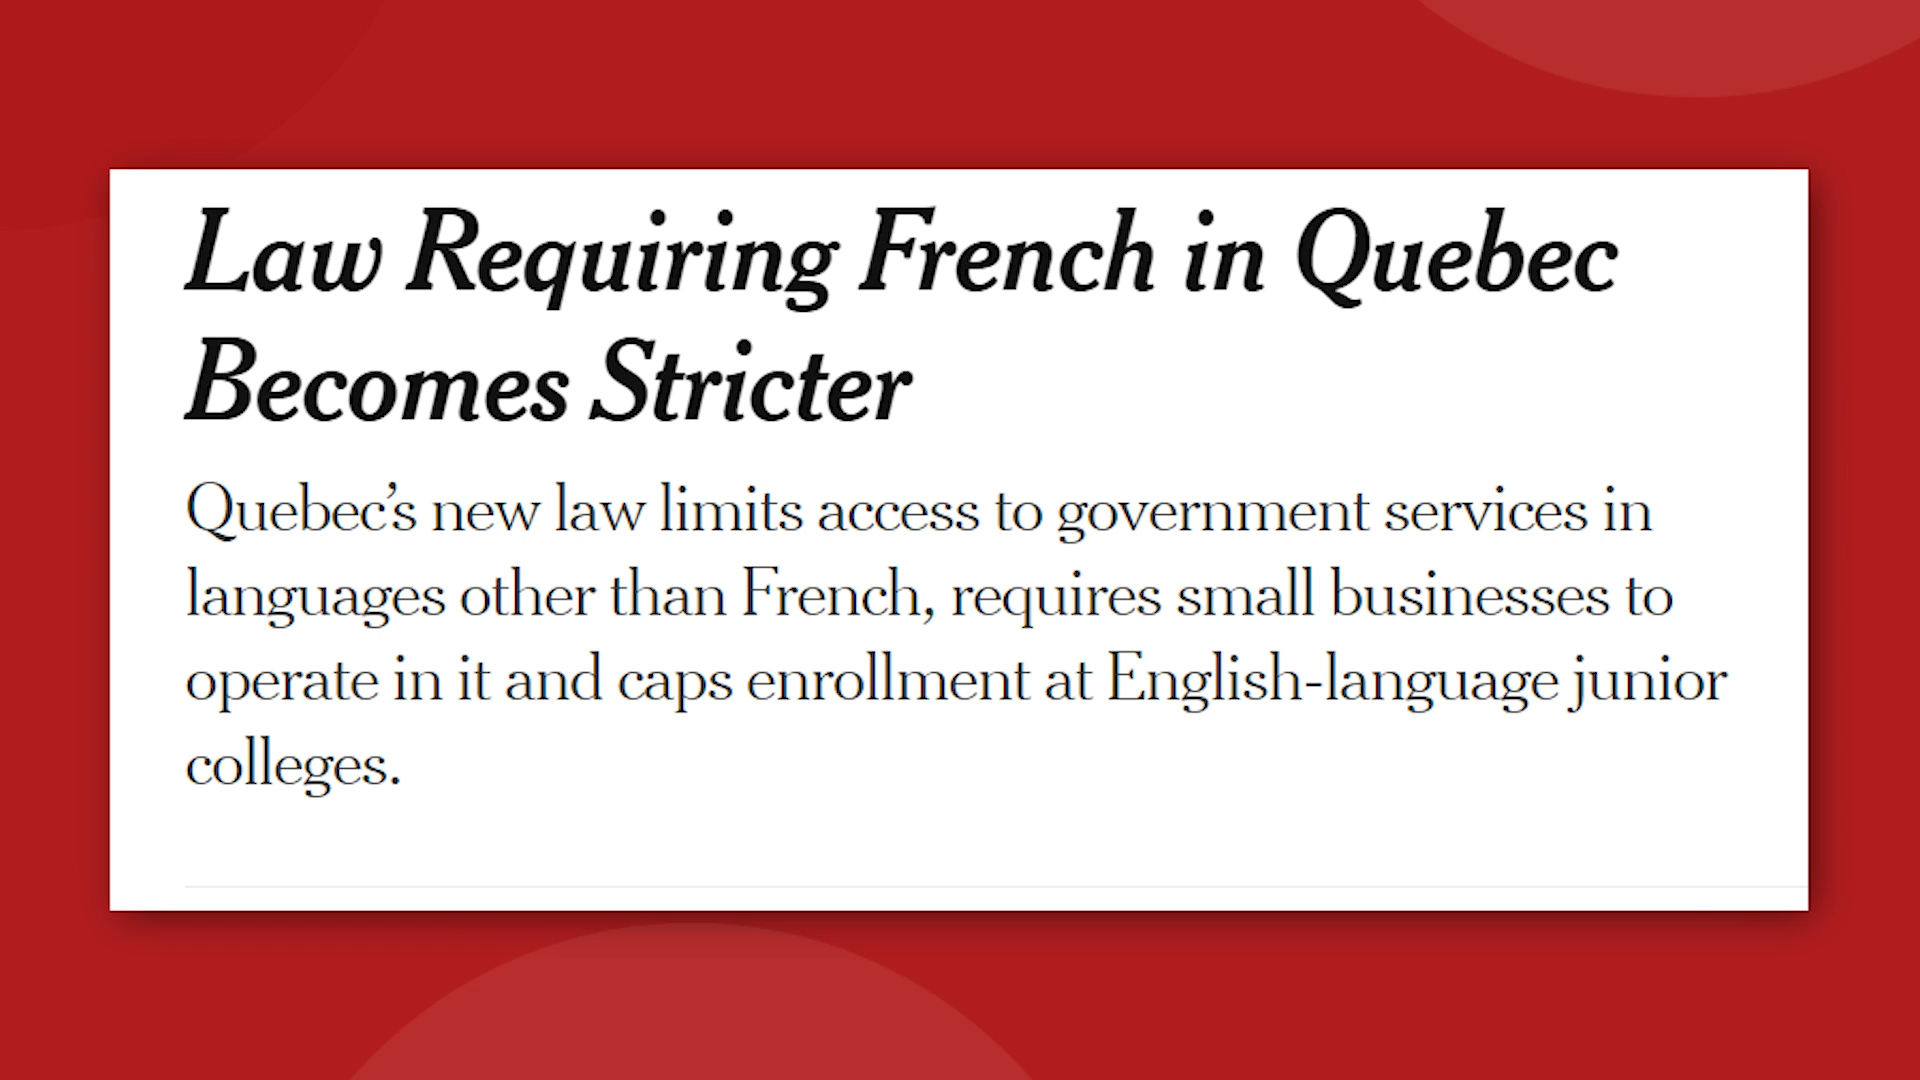 Law Requiring French in Quebec
Becomes Stricter
Quebec’s new law limits access to government services in
languages other than French, requires small businesses to
operate in it and caps enrollment at English-language junior
colleges.